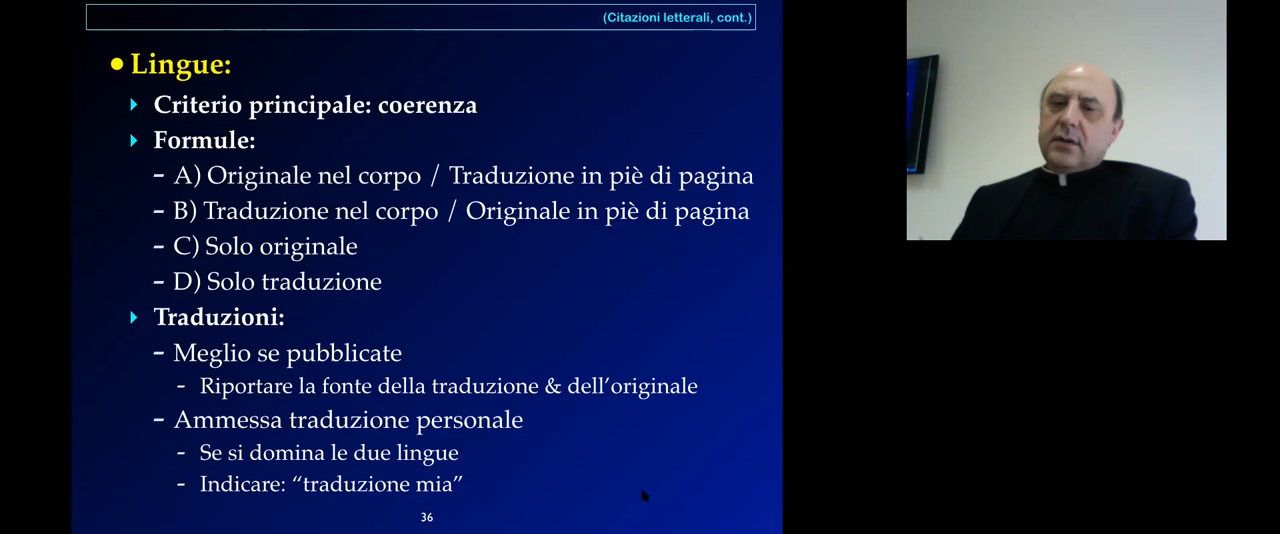 (Citazioni letterali, cont.)
• Lingue:
Criterio principale: coerenza
Formule:
- A) Originale nel corpo / Traduzione in piè di pagina
- B) Traduzione nel corpo / Originale in piè di pagina
- C) Solo originale
- D) Solo traduzione
Traduzioni:
- Meglio se pubblicate
- Riportare la fonte della traduzione & dell’originale
- Ammessa traduzione personale
- Se si domina le due lingue
- Indicare: “traduzione mia”
36